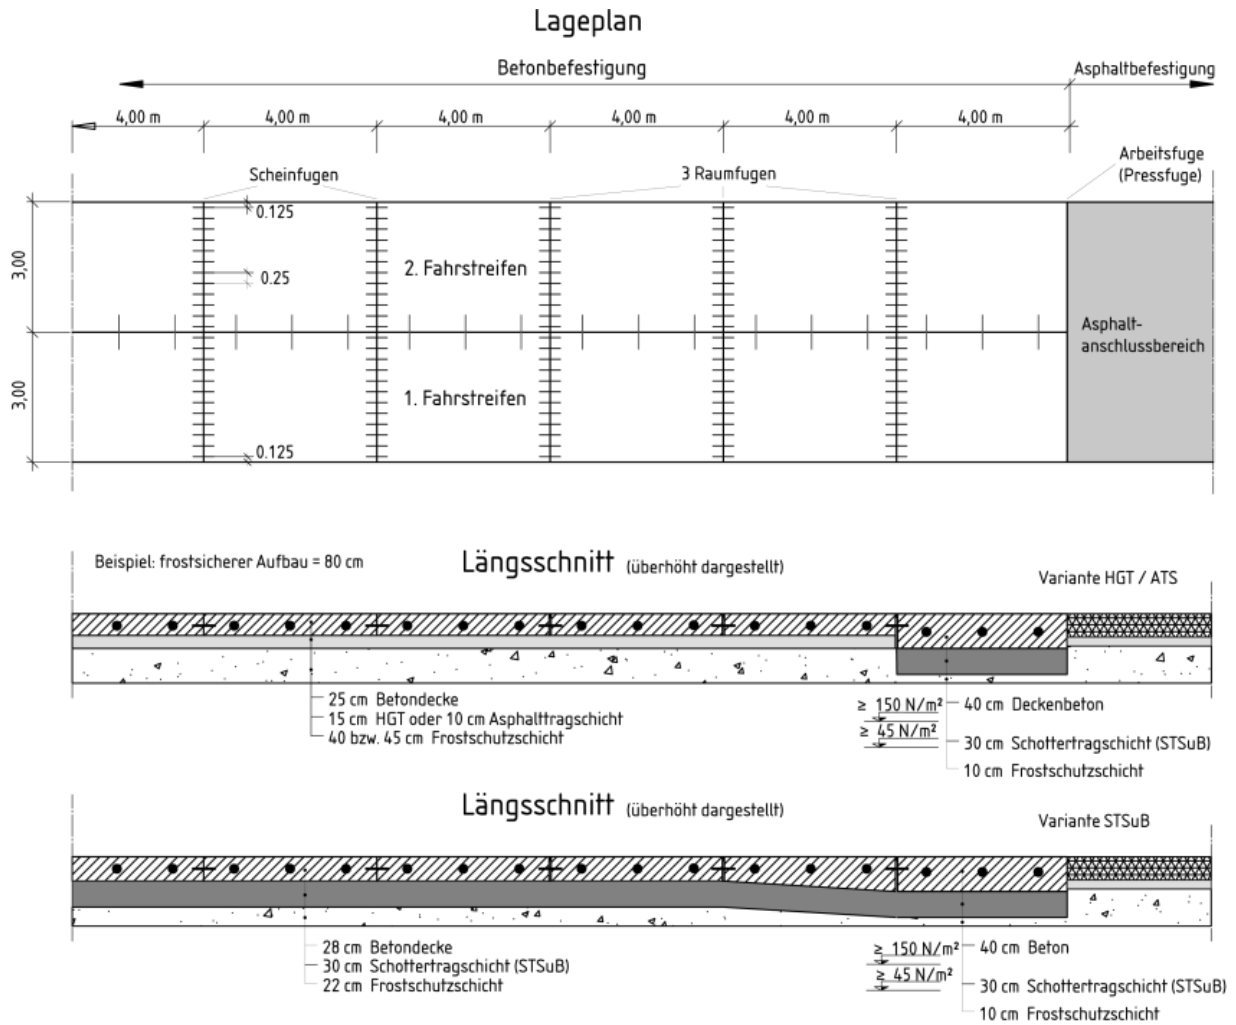 Lageplan
Betonbefestigung
Asphaltbefestigung
4,00 m 4,00 m 4,00 m 4,00 m 4,00 m 4,00 m
Arbeitsfuge
(Pressfuge)
Scheinfugen
3 Raumfugen
0.125
3,00
2. Fahrstreifen
0.25
Asphalt-
anschlussbereich
3,00
1. Fahrstreifen
0.125
Beispiel: frostsicherer Aufbau = 80 cm
Längsschnitt (überhöht dargestellt)
Variante HGT / ATS
25 cm Betondecke
15 cm HGT oder 10 cm Asphalttragschicht
40 bzw. 45 cm Frostschutzschicht
≥ 150 N/m²
≥ 45 N/m²
40 cm Deckenbeton
30 cm Schottertragschicht (STSuB)
10 cm Frostschutzschicht
Längsschnitt (überhöht dargestellt)
Variante STSuB
28 cm Betondecke
30 cm Schottertragschicht (STSuB)
22 cm Frostschutzschicht
≥ 150 N/m²
≥ 45 N/m²
40 cm Beton
30 cm Schottertragschicht (STSuB)
10 cm Frostschutzschicht